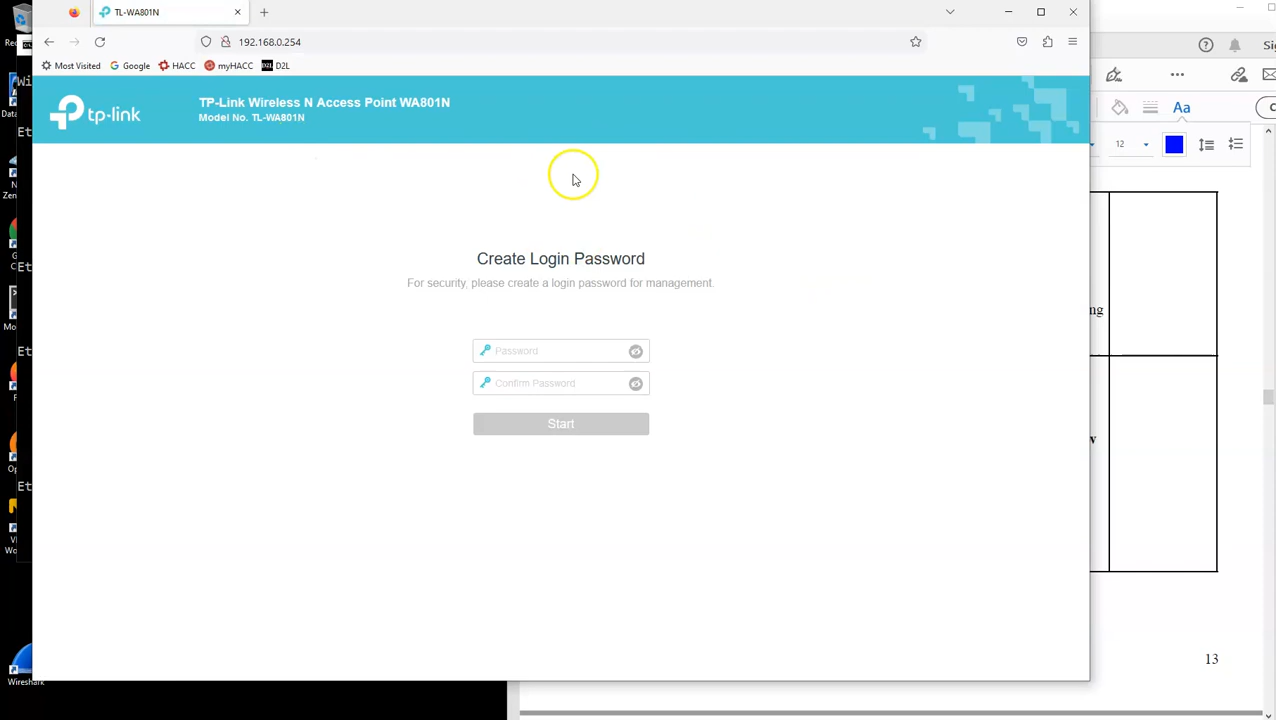 TL-WA801N
192.168.0.254
Most Visited
Google
HACC
myHACC
D2L
D2L
tp-link
TP-Link Wireless N Access Point WA801N
Model No. TL-WA801N
Create Login Password
For security, please create a login password for management.
Password
Confirm Password
Start
Aa
12
ng
13
Wireshark